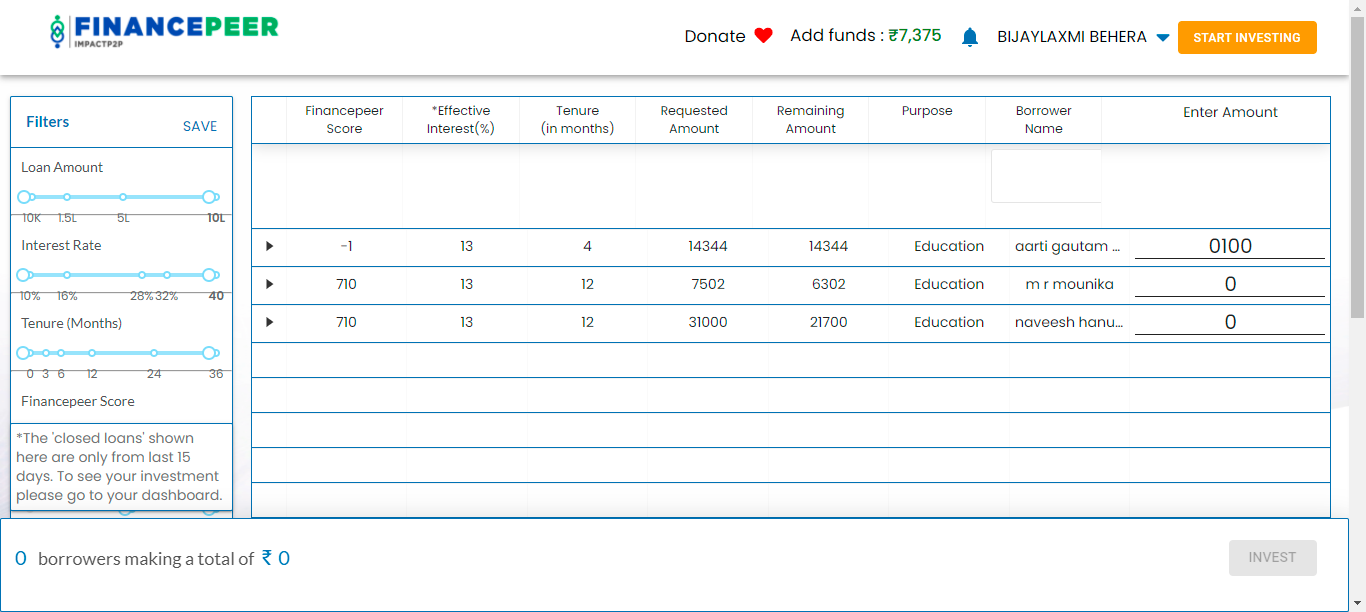 FINANCEPEER
IMPACTP2P
Donate Add funds : ₹7,375 BIJAYLAXMI BEHERA START INVESTING
Filters SAVE
Loan Amount
10K 1.5L 5L 10L
Interest Rate
10% 16% 28% 32% 40
Tenure (Months)
0 3 6 12 24 36
Financepeer Score
*The 'closed loans' shown
here are only from last 15
days. To see your investment
please go to your dashboard.
Financepeer Score *Effective Interest(%) Tenure (in months) Requested Amount Remaining Amount Purpose Borrower Name Enter Amount
-1 13 4 14344 14344 Education aarti gautam ... 0100
710 13 12 7502 6302 Education m r mounika 0
710 13 12 31000 21700 Education naveesh hanu... 0
0 borrowers making a total of ₹ 0 INVEST